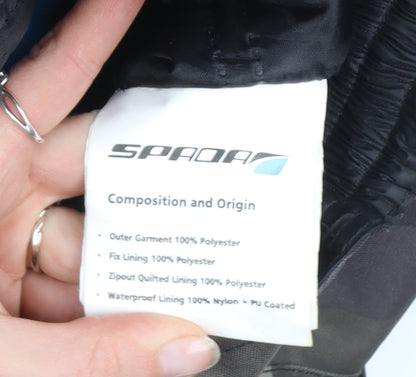 SPADA
Composition and Origin
• Outer Garment 100% Polyester
• Fix Lining 100% Polyester
• Zipout Quilted Lining 100% Polyester
• Waterproof Lining 100% Nylon + PU Coated